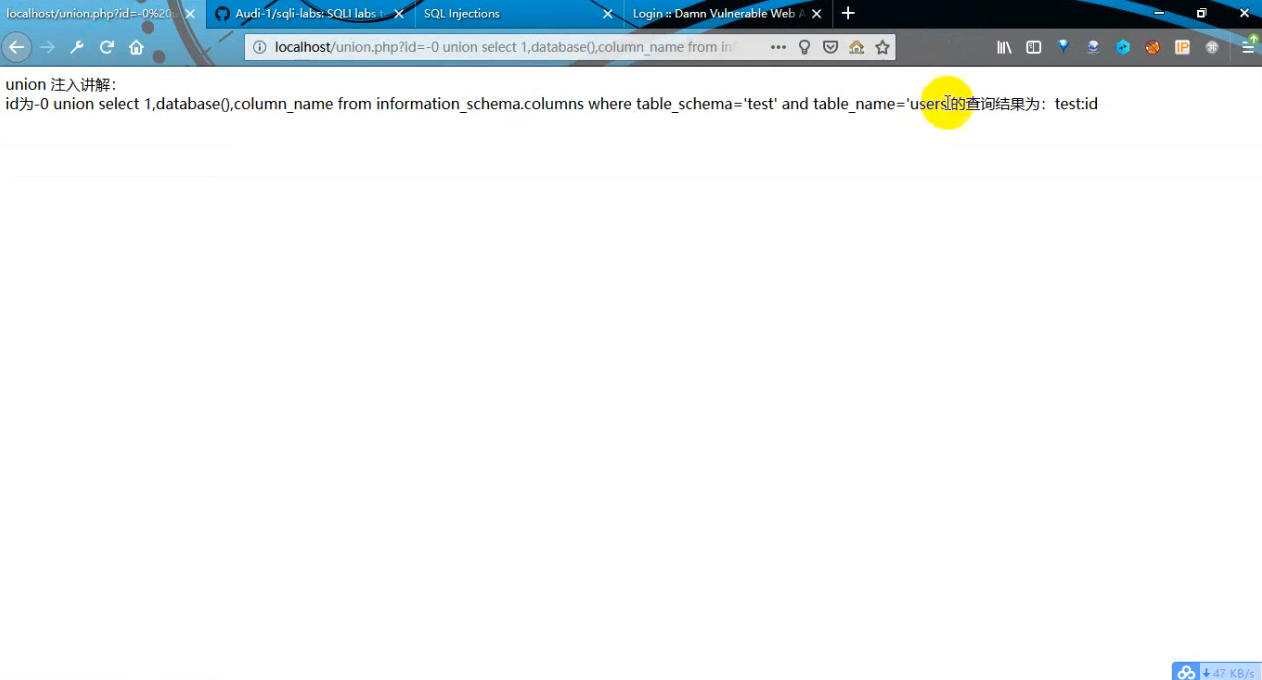 localhost/union.php?id=-0%20u
Audi-1/sqli-labs: SQLI labs t
SQL Injections
Login :: Damn Vulnerable Web A
localhost/union.php?id=-0 union select 1,database(),column_name from inf
IP
union 注入讲解：
id为-0 union select 1,database(),column_name from information_schema.columns where table_schema='test' and table_name='users'的查询结果为：test:id
47 KB/s